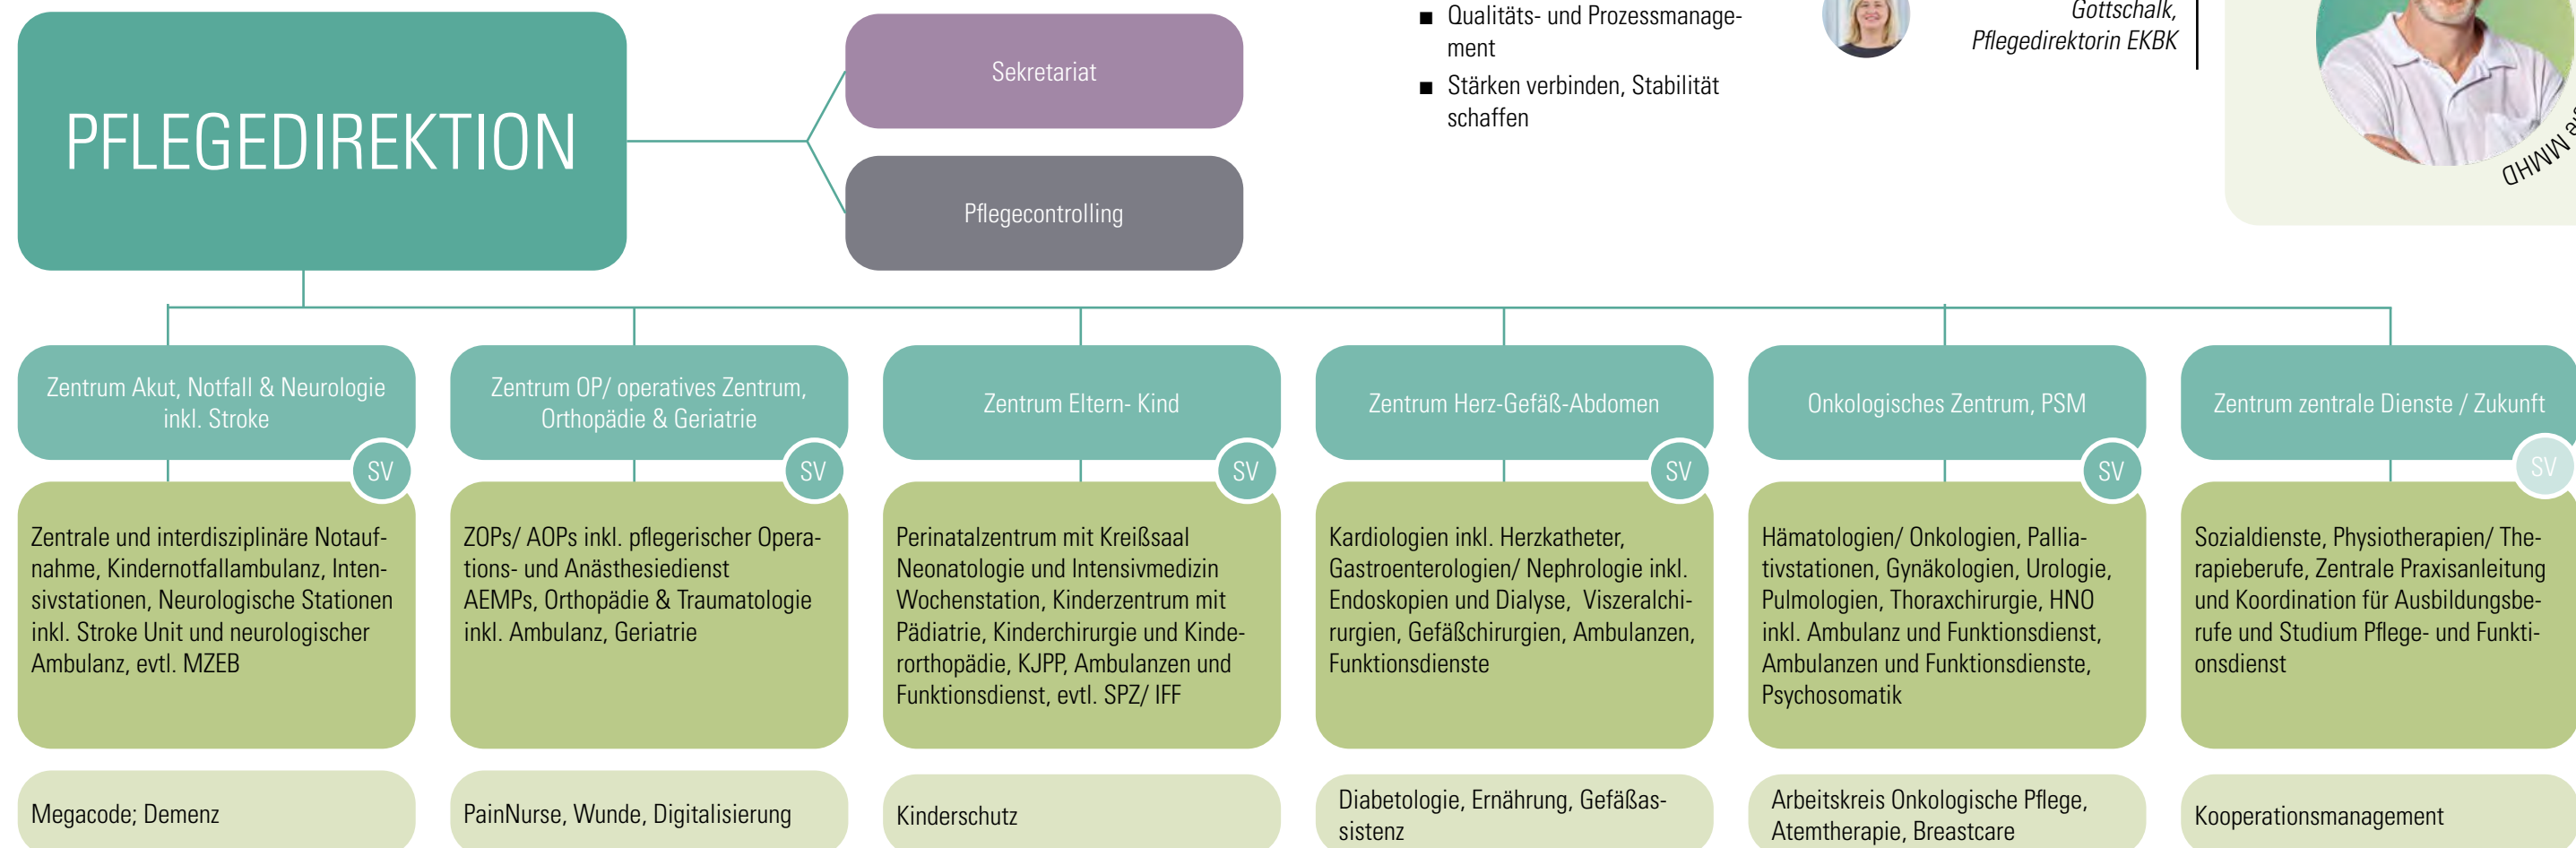 PFLEGEDIREKTION
Sekretariat
Pflegecontrolling
■ Qualitäts- und Prozessmanage-
ment
■ Stärken verbinden, Stabilität
schaffen
Gottschalk,
Pflegedirektorin EKBK
MMHD
Zentrum Akut, Notfall & Neurologie
inkl. Stroke
SV
Zentrale und interdisziplinäre Notauf-
nahme, Kindernotfallambulanz, Inten-
sivstationen, Neurologische Stationen
inkl. Stroke Unit und neurologischer
Ambulanz, evtl. MZEB
Megacode; Demenz
Zentrum OP/ operatives Zentrum,
Orthopädie & Geriatrie
SV
ZOPs/ AOPs inkl. pflegerischer Opera-
tions- und Anästhesiedienst
AEMPs, Orthopädie & Traumatologie
inkl. Ambulanz, Geriatrie
PainNurse, Wunde, Digitalisierung
Zentrum Eltern- Kind
SV
Perinatalzentrum mit Kreißsaal
Neonatologie und Intensivmedizin
Wochenstation, Kinderzentrum mit
Pädiatrie, Kinderchirurgie und Kinde-
rorthopädie, KJPP, Ambulanzen und
Funktionsdienst, evtl. SPZ/ IFF
Kinderschutz
Zentrum Herz-Gefäß-Abdomen
SV
Kardiologien inkl. Herzkatheter,
Gastroenterologien/ Nephrologie inkl.
Endoskopien und Dialyse, Viszeralchi-
rurgien, Gefäßchirurgien, Ambulanzen,
Funktionsdienste
Diabetologie, Ernährung, Gefäßas-
sistenz
Onkologisches Zentrum, PSM
SV
Hämatologien/ Onkologien, Pallia-
tivstationen, Gynäkologien, Urologie,
Pulmologien, Thoraxchirurgie, HNO
inkl. Ambulanz und Funktionsdienst,
Ambulanzen und Funktionsdienste,
Psychosomatik
Arbeitskreis Onkologische Pflege,
Atemtherapie, Breastcare
Zentrum zentrale Dienste / Zukunft
SV
Sozialdienste, Physiotherapien/ The-
rapieberufe, Zentrale Praxisanleitung
und Koordination für Ausbildungsbe-
rufe und Studium Pflege- und Funkti-
onsdienst
Kooperationsmanagement